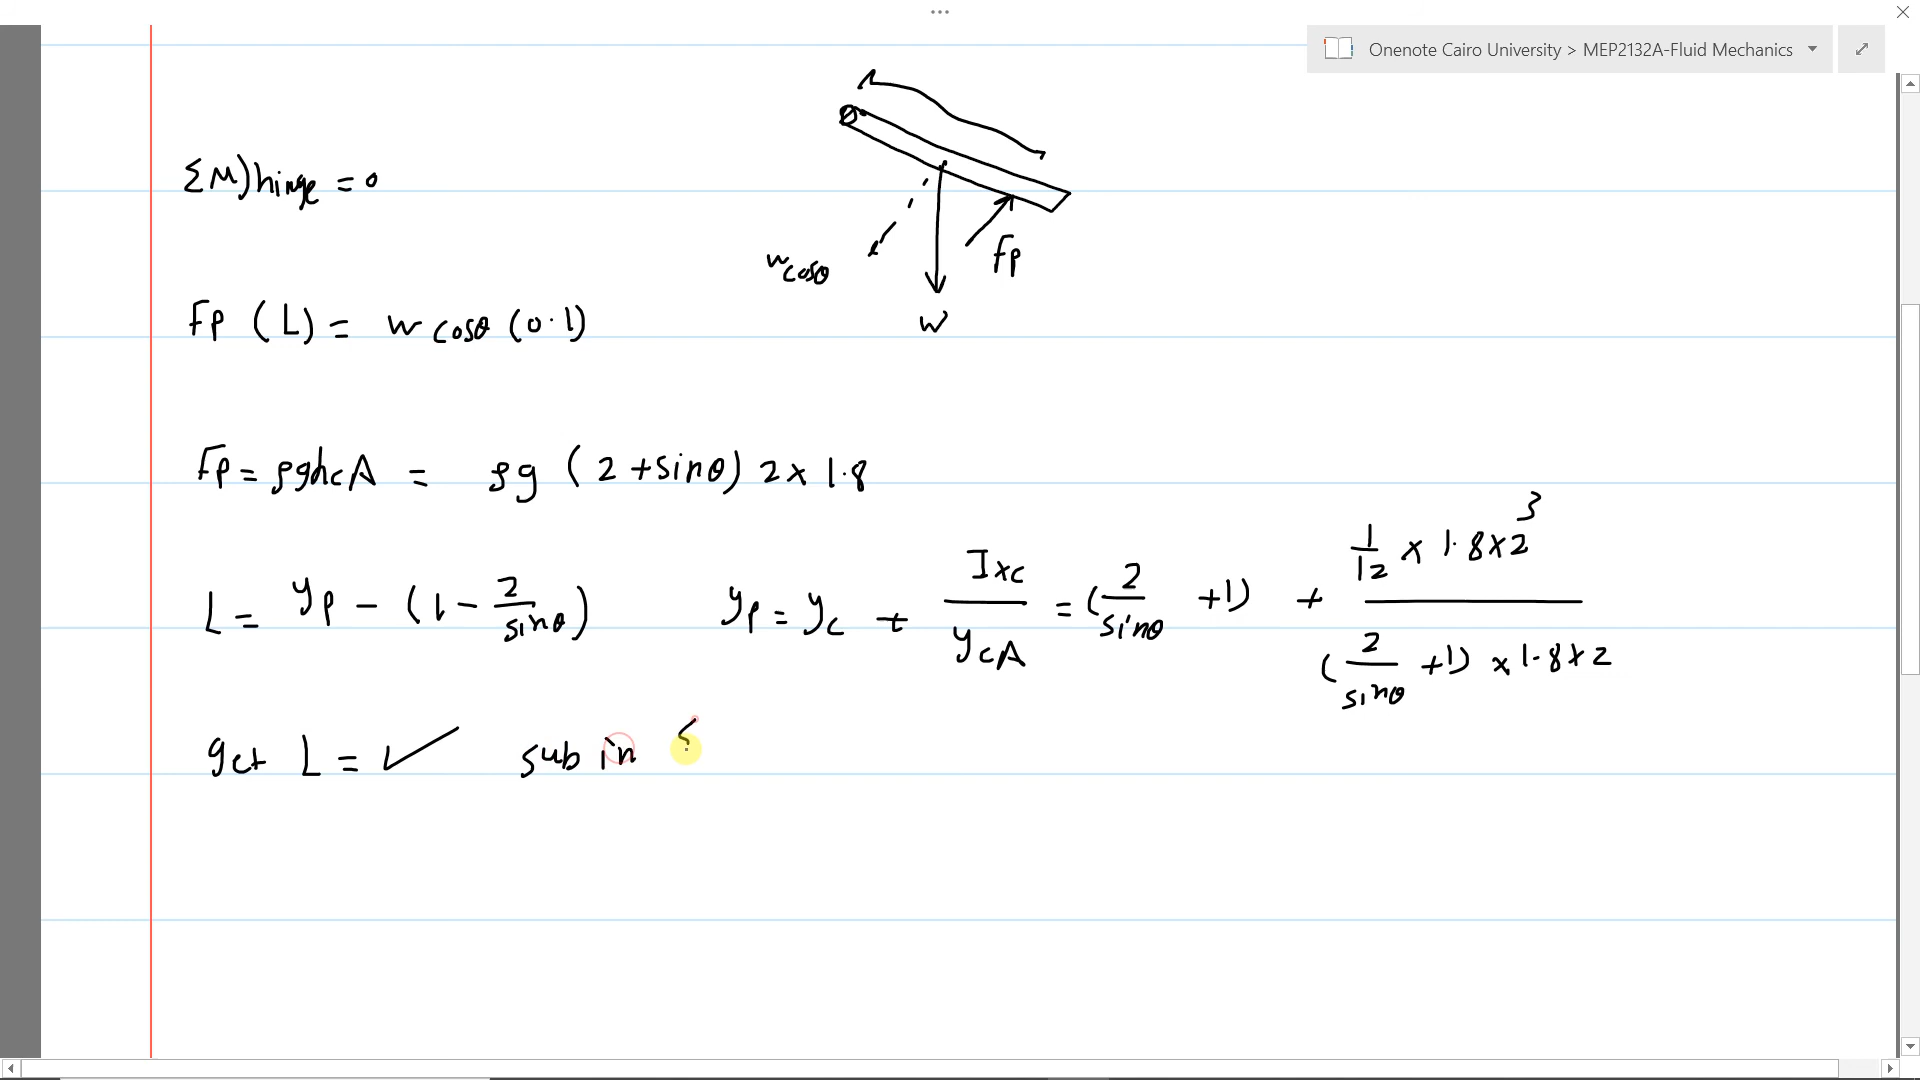 Onenote Cairo University > MEP2132A-Fluid Mechanics
ΣM)hinge = 0
wcosθ
Fp
w
Fp (L) = w cosθ (0.1)
Fp = ρghcA = ρg (2 + sinθ) 2 × 1.8
L = yp - (1 - 2/sinθ) yp = yc + Ixc/ycA = (2/sinθ + 1) + (1/12 × 1.8 × 2³)/((2/sinθ + 1) × 1.8 × 2)
get L = ✓ sub in